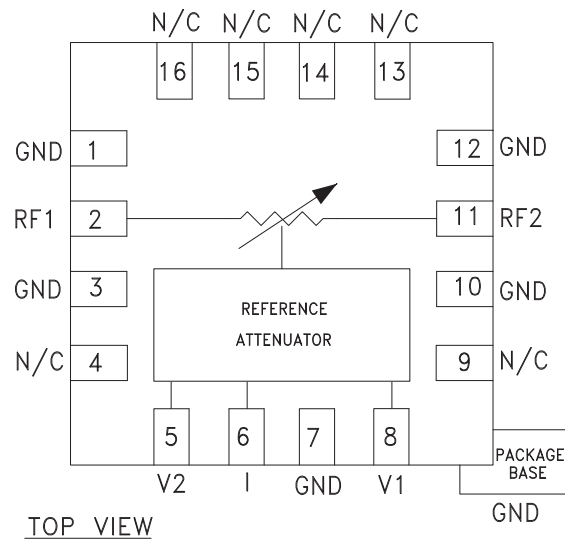 N/C N/C N/C N/C
16 15 14 13
GND 1
12 GND
RF1 2
11 RF2
GND 3
10 GND
REFERENCE
ATTENUATOR
N/C 4
9 N/C
5 6 7 8
V2 I GND V1
PACKAGE
BASE
GND
TOP VIEW